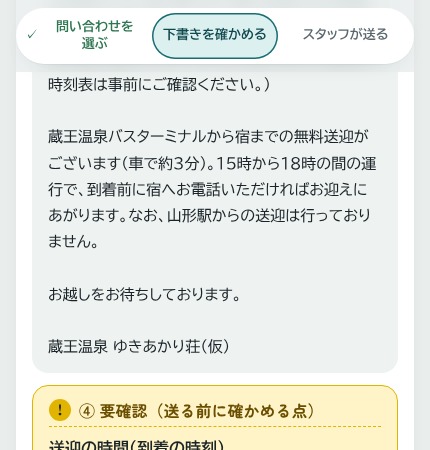 ✓ 問い合わせを
選ぶ
下書きを確かめる
スタッフが送る
時刻表は事前にご確認ください。）
蔵王温泉バスターミナルから宿までの無料送迎が
ございます（車で約3分）。15時から18時の間の運
行で、到着前に宿へお電話いただければお迎えに
あがります。なお、山形駅からの送迎は行っており
ません。
お越しをお待ちしております。
蔵王温泉 ゆきあかり荘（仮）
! ④ 要確認（送る前に確かめる点）
送迎の時間（到着の時刻）